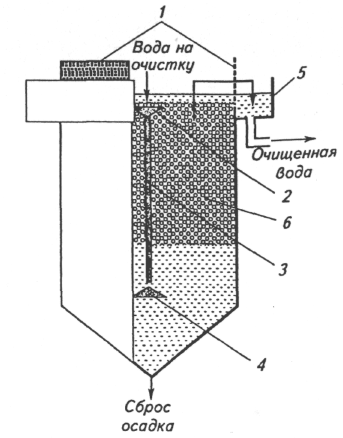 1
Вода на
очистку
5
Очищенная
вода
2
6
3
4
Сброс
осадка